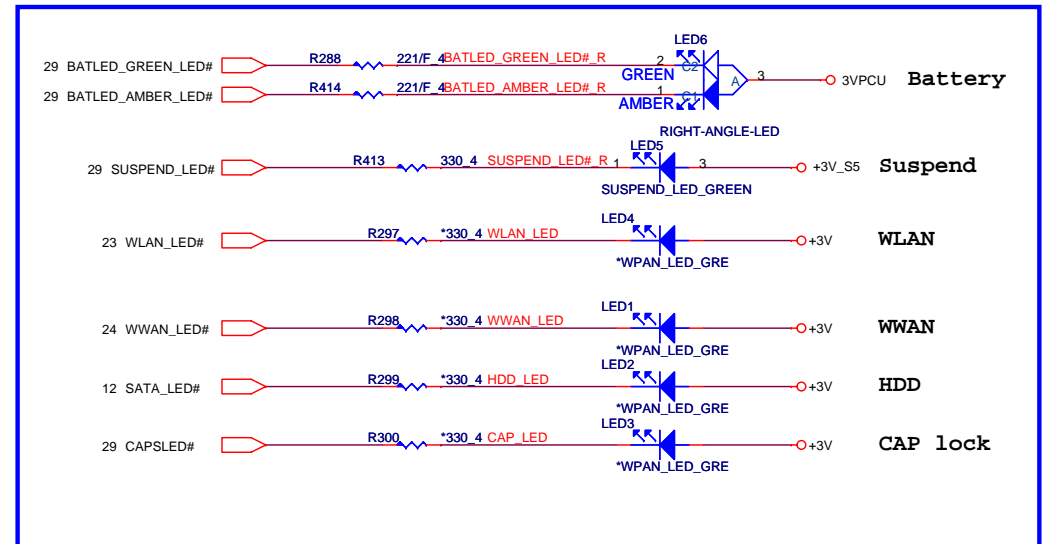 LED6
29 BATLED_GREEN_LED# R288 221/F_4 BATLED_GREEN_LED#_R 2 C2
GREEN A 3 3VPCU Battery
29 BATLED_AMBER_LED# R414 221/F_4 BATLED_AMBER_LED#_R 1 C1
AMBER
RIGHT-ANGLE-LED
LED5
29 SUSPEND_LED# R413 330_4 SUSPEND_LED#_R 1 3 +3V_S5 Suspend
SUSPEND_LED_GREEN
LED4
23 WLAN_LED# R297 *330_4 WLAN_LED +3V WLAN
*WPAN_LED_GRE
LED1
24 WWAN_LED# R298 *330_4 WWAN_LED +3V WWAN
*WPAN_LED_GRE
LED2
12 SATA_LED# R299 *330_4 HDD_LED +3V HDD
*WPAN_LED_GRE
LED3
29 CAPSLED# R300 *330_4 CAP_LED +3V CAP lock
*WPAN_LED_GRE